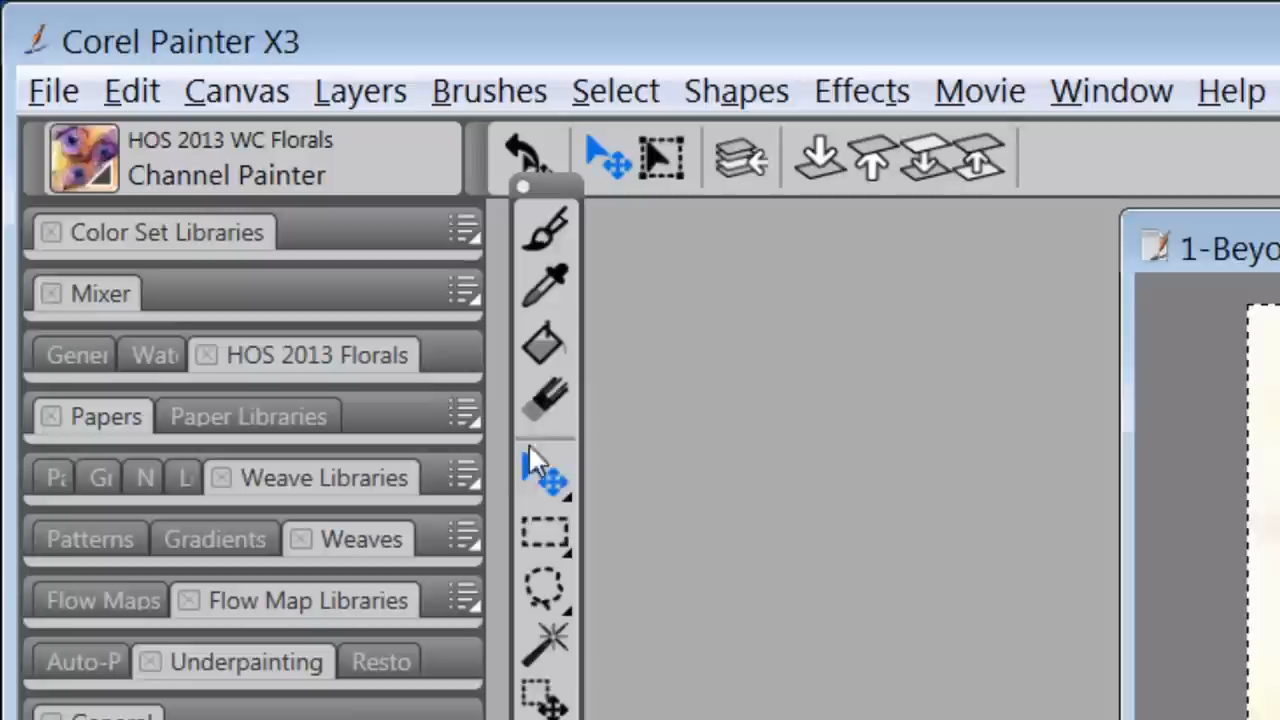 Corel Painter X3
File Edit Canvas Layers Brushes Select Shapes Effects Movie Window Help
HOS 2013 WC Florals
Channel Painter
Color Set Libraries
1-Beyo
Mixer
Gener Wat HOS 2013 Florals
Papers Paper Libraries
Pa Gr N L Weave Libraries
Patterns Gradients Weaves
Flow Maps Flow Map Libraries
Auto-P Underpainting Resto
General